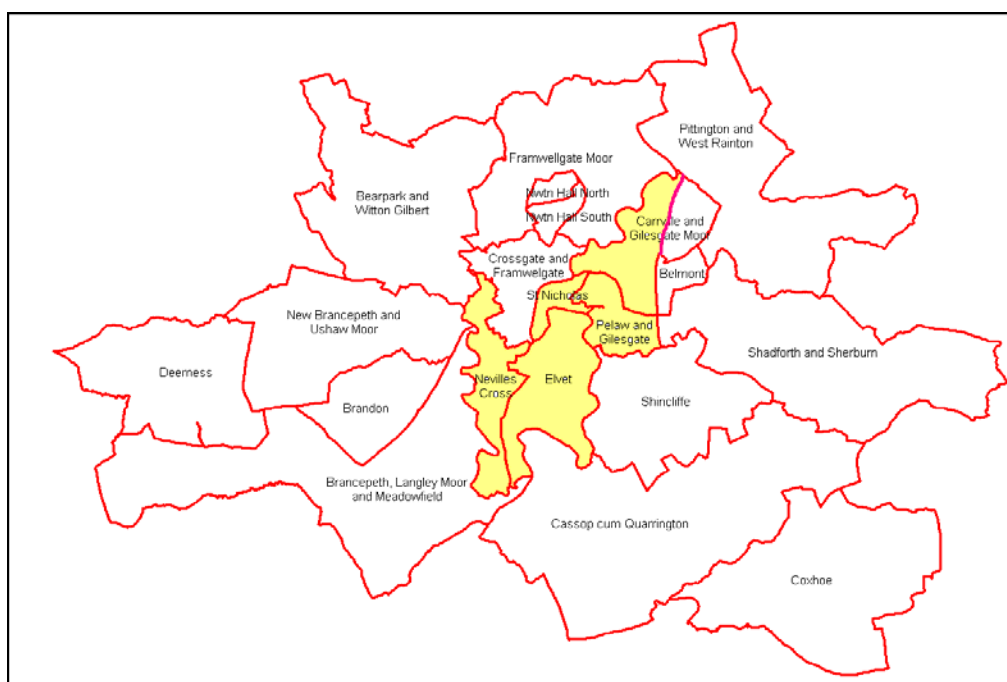 Pittington and
West Rainton
Framwellgate Moor
Bearpark and
Witton Gilbert
Nwtn Hall North
Nwtn Hall South
Carrville and
Gilesgate Moor
Crossgate and
Framwelgate
Belmont
St Nicholas
New Brancepeth and
Ushaw Moor
Pelaw and
Gilesgate
Shadforth and Sherburn
Deerness
Nevilles
Cross
Elvet
Brandon
Shincliffe
Brancepeth, Langley Moor
and Meadowfield
Cassop cum Quarrington
Coxhoe